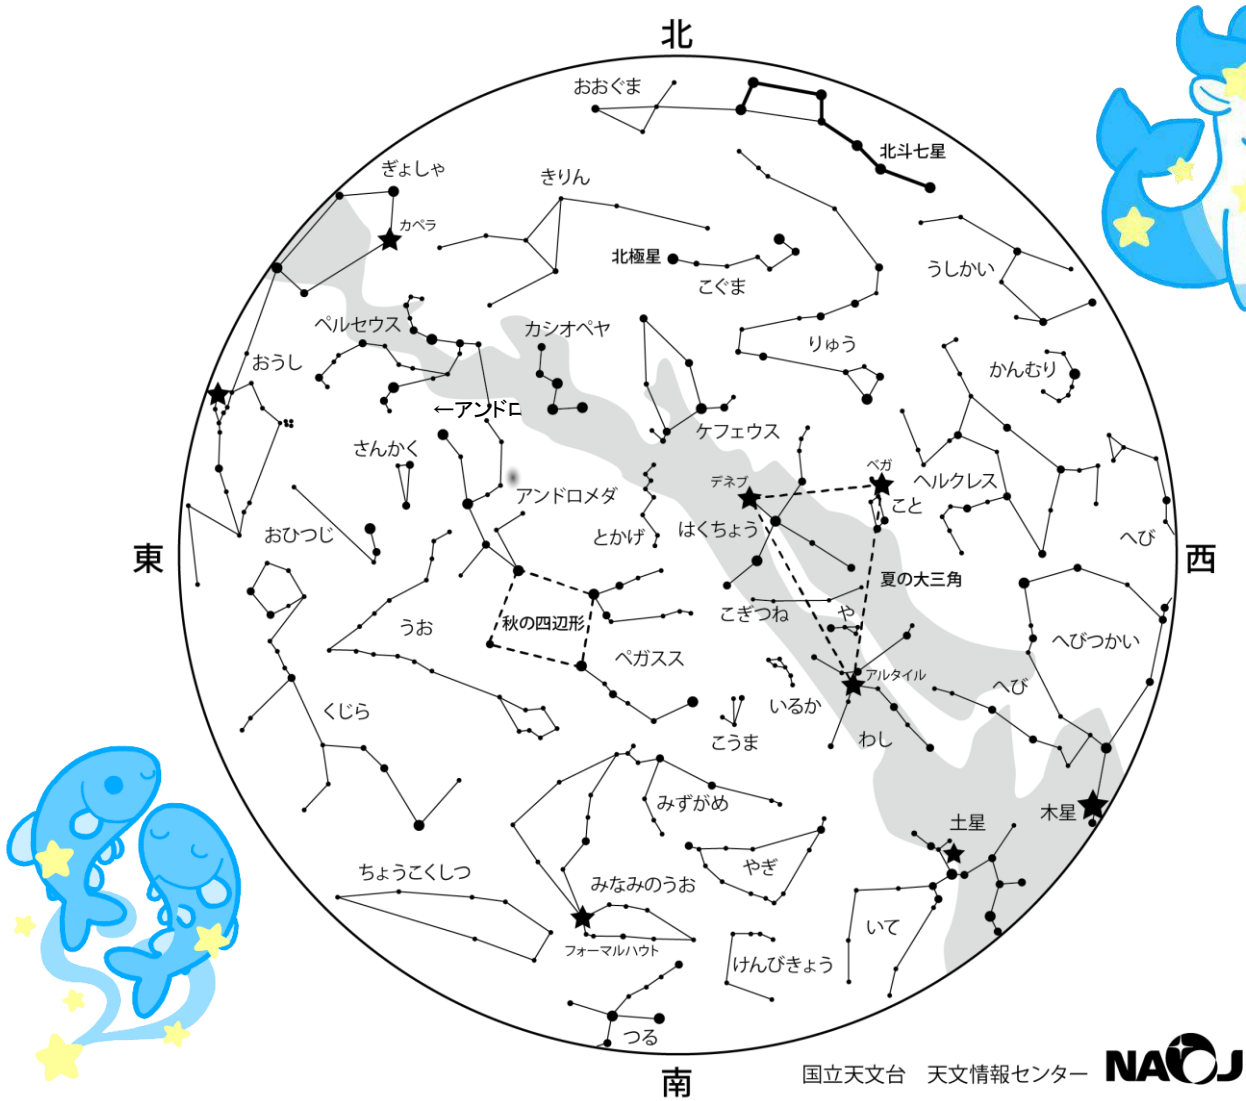 北
おおぐま
北斗七星
ぎょしゃ
カペラ
きりん
北極星
こぐま
うしかい
ペルセウス
カシオペヤ
りゅう
おうし
かんむり
←アンドロ
ケフェウス
さんかく
デネブ
ベガ
アンドロメダ
こと
ヘルクレス
おひつじ
とかげ
はくちょう
へび
東
西
夏の大三角
うお
秋の四辺形
こぎつね
や
へびつかい
ペガスス
アルタイル
へび
くじら
いるか
こうま
わし
みずがめ
土星
木星
ちょうこくしつ
みなみのうお
やぎ
いて
フォーマルハウト
けんびきょう
つる
南
国立天文台 天文情報センター
NAOJ